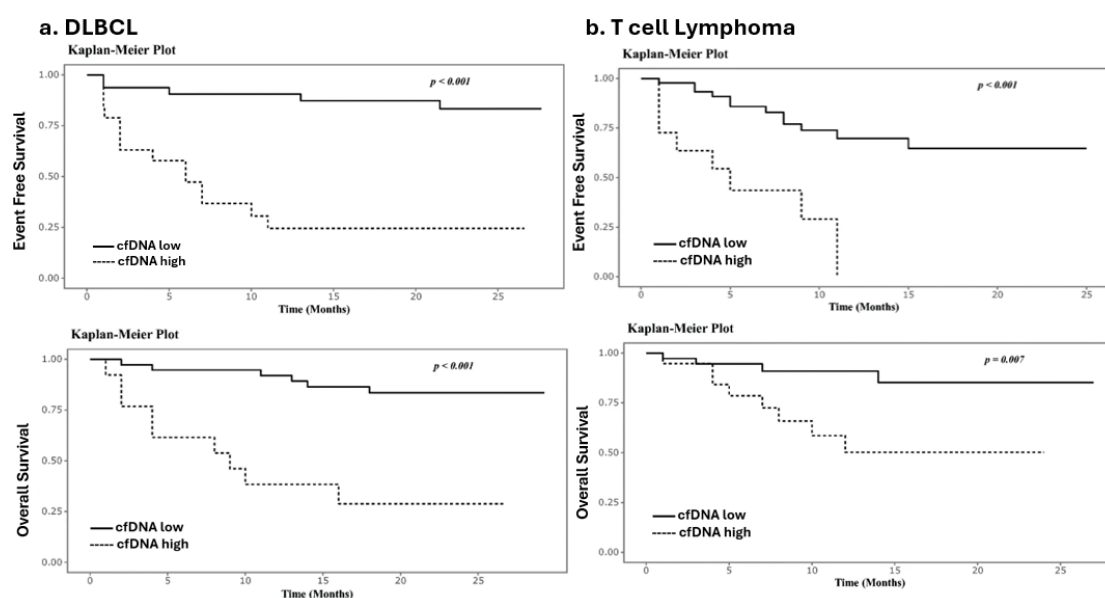 a. DLBCL
Kaplan-Meier Plot
Event Free Survival
1.00
0.75
0.50
0.25
0.00
p < 0.001
cfDNA low
cfDNA high
0 5 10 15 20 25
Time (Months)
Kaplan-Meier Plot
Overall Survival
1.00
0.75
0.50
0.25
0.00
p < 0.001
cfDNA low
cfDNA high
0 5 10 15 20 25
Time (Months)
b. T cell Lymphoma
Kaplan-Meier Plot
Event Free Survival
1.00
0.75
0.50
0.25
0.00
p < 0.001
cfDNA low
cfDNA high
0 5 10 15 20 25
Time (Months)
Kaplan-Meier Plot
Overall Survival
1.00
0.75
0.50
0.25
0.00
p = 0.007
cfDNA low
cfDNA high
0 5 10 15 20 25
Time (Months)